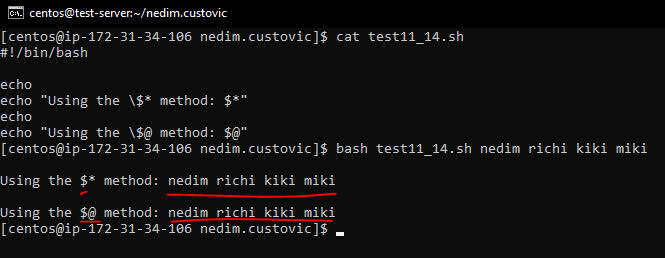 centos@test-server:~/nedim.custovic
[centos@ip-172-31-34-106 nedim.custovic]$ cat test11_14.sh
#!/bin/bash
echo
echo "Using the \$* method: $*"
echo
echo "Using the \$@ method: $@"
[centos@ip-172-31-34-106 nedim.custovic]$ bash test11_14.sh nedim richi kiki miki
Using the $* method: nedim richi kiki miki
Using the $@ method: nedim richi kiki miki
[centos@ip-172-31-34-106 nedim.custovic]$